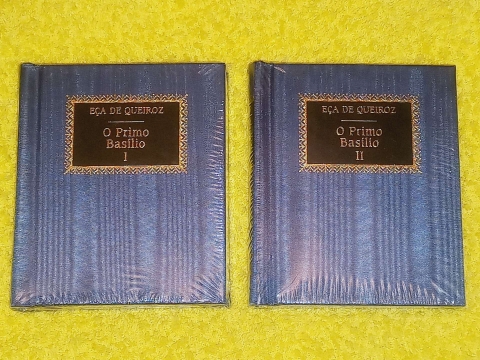 EÇA DE QUEIROZ
O Primo
Basílio
I
EÇA DE QUEIROZ
O Primo
Basílio
II